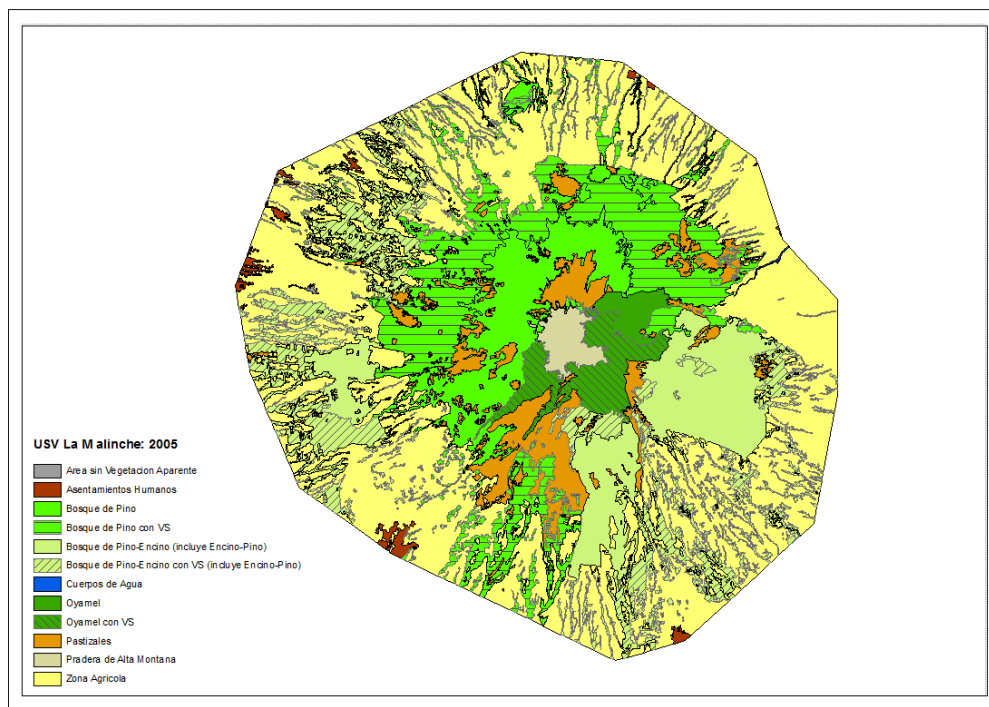 USV La Malinche: 2005
Area sin Vegetacion Aparente
Asentamientos Humanos
Bosque de Pino
Bosque de Pino con VS
Bosque de Pino-Encino (incluye Encino-Pino)
Bosque de Pino-Encino con VS (incluye Encino-Pino)
Cuerpos de Agua
Oyamel
Oyamel con VS
Pastizales
Pradera de Alta Montana
Zona Agricola